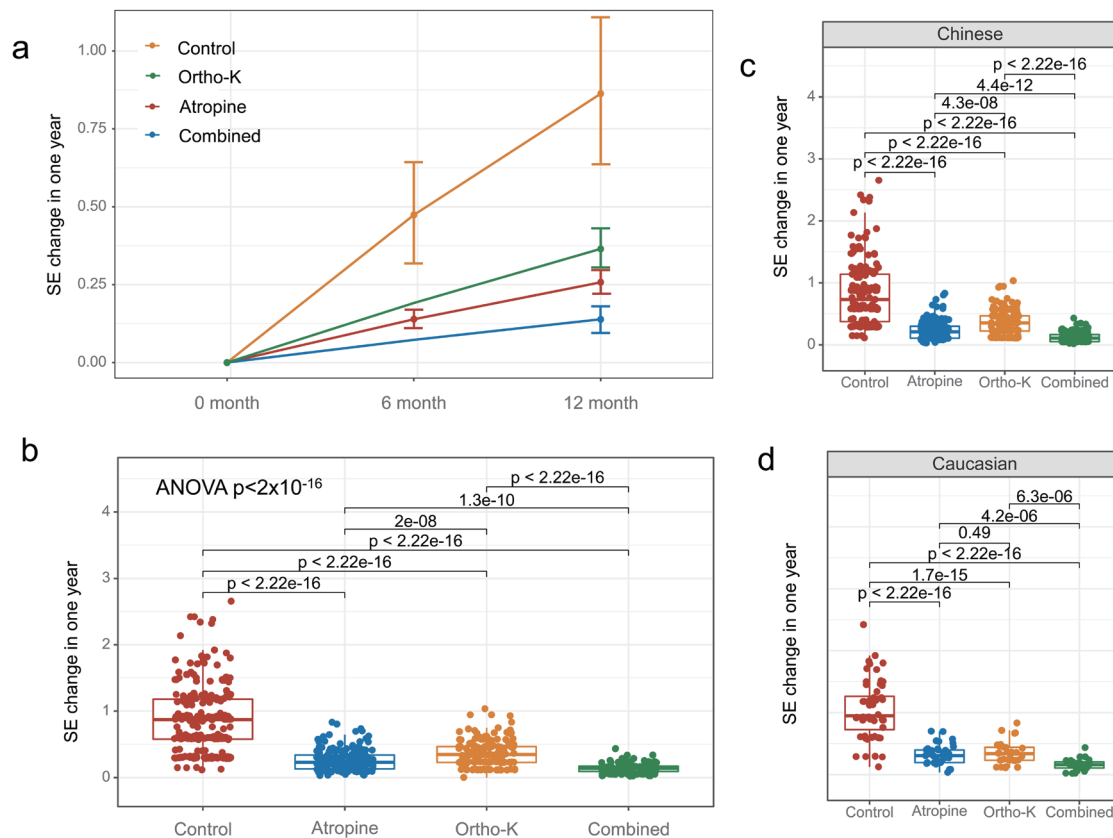 a
SE change in one year
1.00
0.75
0.50
0.25
0.00
Control
Ortho-K
Atropine
Combined
0 month
6 month
12 month
b
SE change in one year
4
3
2
1
0
ANOVA p<2x10⁻¹⁶
p < 2.22e-16
1.3e-10
2e-08
p < 2.22e-16
p < 2.22e-16
p < 2.22e-16
Control
Atropine
Ortho-K
Combined
c
Chinese
SE change in one year
4
3
2
1
0
p < 2.22e-16
4.4e-12
4.3e-08
p < 2.22e-16
p < 2.22e-16
p < 2.22e-16
Control
Atropine
Ortho-K
Combined
d
Caucasian
SE change in one year
6.3e-06
4.2e-06
0.49
p < 2.22e-16
1.7e-15
p < 2.22e-16
Control
Atropine
Ortho-K
Combined